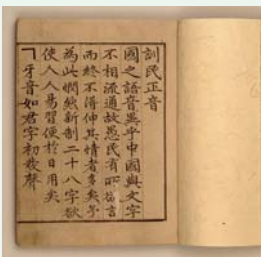 訓民正音
國之語音異乎中國與文字
不相流通故愚民有所欲言
而終不得伸其情者多矣予
為此憫然新制二十八字欲
使人人易習便於日用矣
ㄱ牙音如君字初發聲